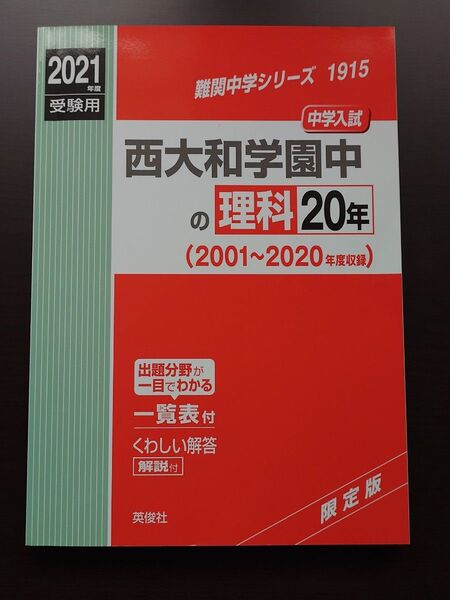 2021
年度
受験用
難関中学シリーズ 1915
中学入試
西大和学園中
の 理科 20年
(2001～2020年度収録)
出題分野が
一目でわかる
一覧表付
くわしい解答
解説付
英俊社
限定版